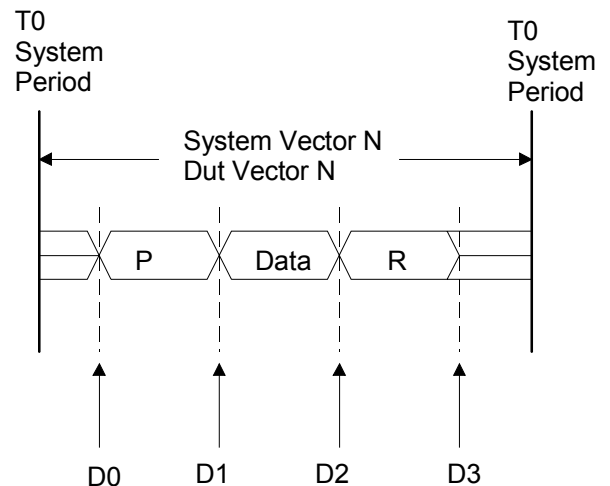 T0
System
Period
T0
System
Period
System Vector N
Dut Vector N
P
Data
R
D0
D1
D2
D3